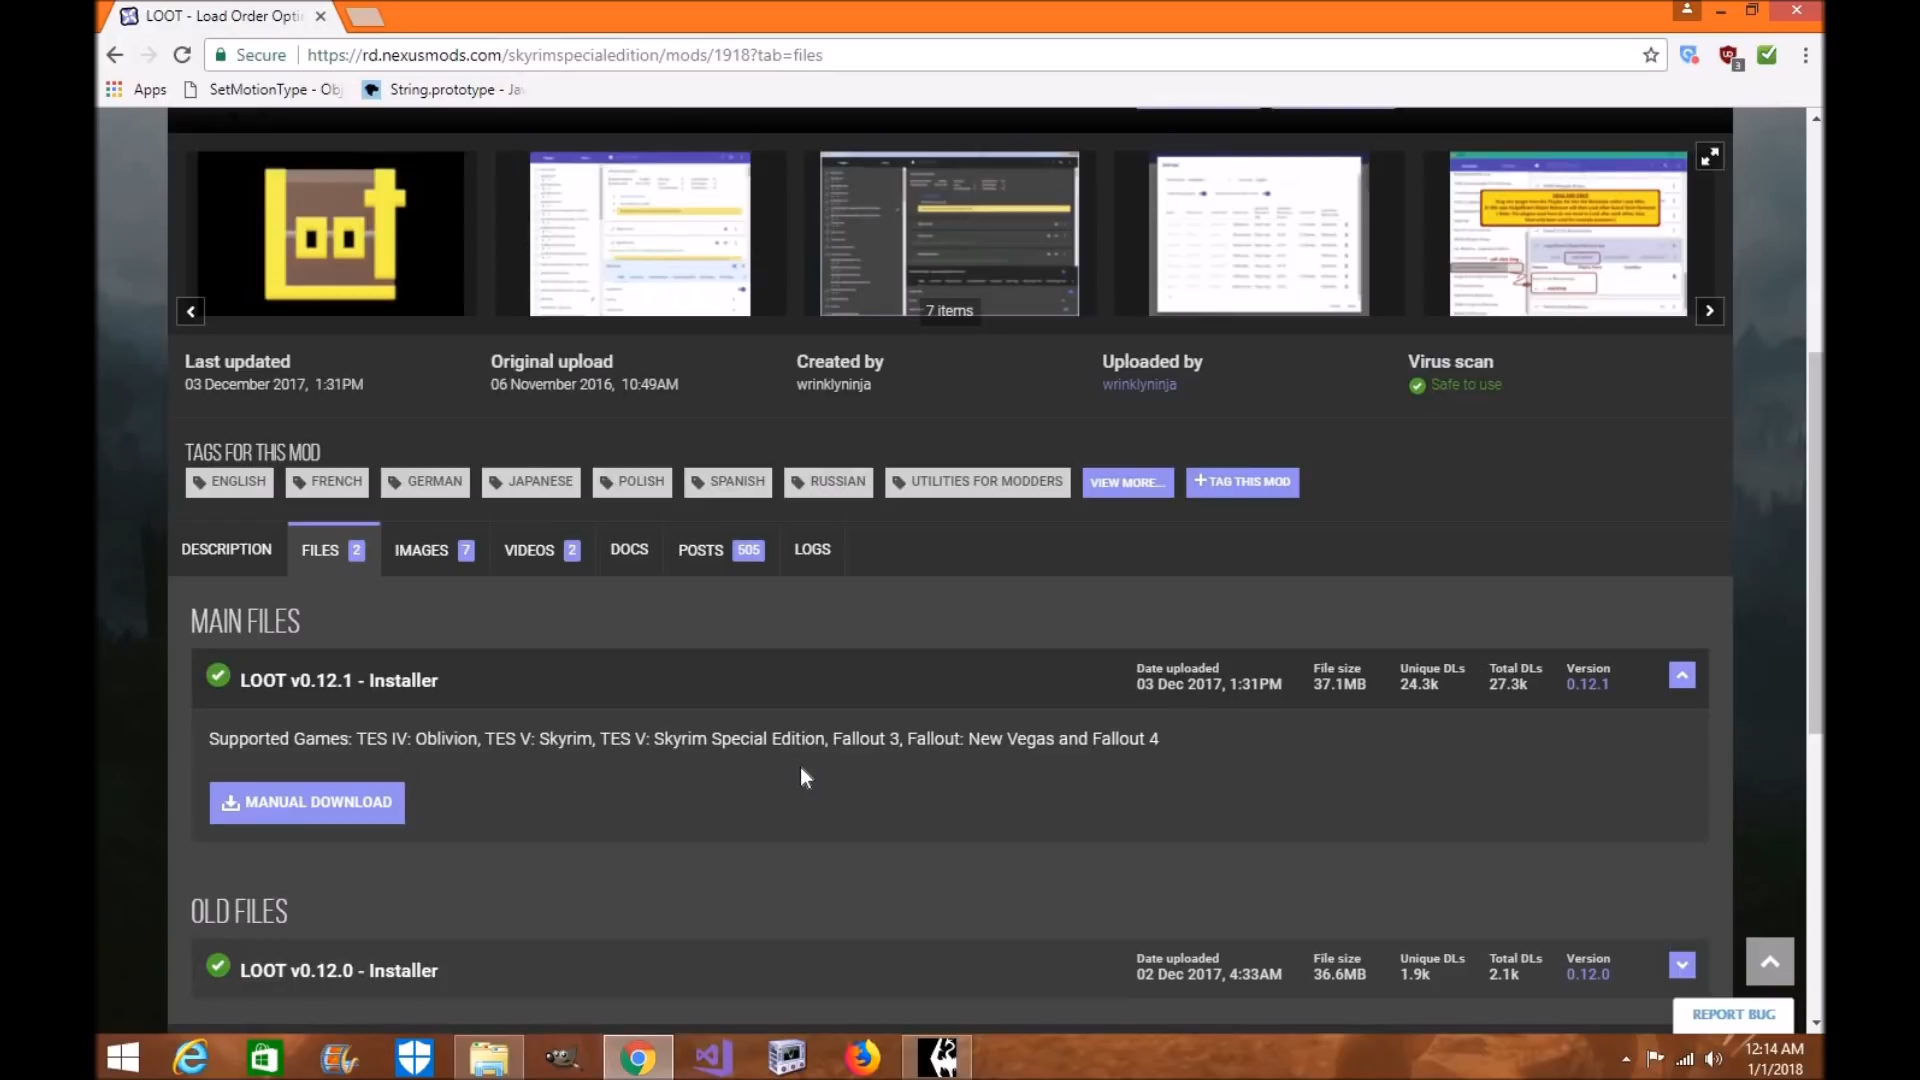 LOOT - Load Order Opti
Secure https://rd.nexusmods.com/skyrimspecialedition/mods/1918?tab=files
3
Apps SetMotionType - Obj String.prototype - Jav
loot
7 items
Last updated Original upload Created by Uploaded by Virus scan
03 December 2017, 1:31PM 06 November 2016, 10:49AM wrinklyninja wrinklyninja Safe to use
TAGS FOR THIS MOD
ENGLISH FRENCH GERMAN JAPANESE POLISH SPANISH RUSSIAN UTILITIES FOR MODDERS VIEW MORE... +TAG THIS MOD
DESCRIPTION FILES 2 IMAGES 7 VIDEOS 2 DOCS POSTS 505 LOGS
MAIN FILES
LOOT v0.12.1 - Installer
Date uploaded File size Unique DLs Total DLs Version
03 Dec 2017, 1:31PM 37.1MB 24.3k 27.3k 0.12.1
Supported Games: TES IV: Oblivion, TES V: Skyrim, TES V: Skyrim Special Edition, Fallout 3, Fallout: New Vegas and Fallout 4
MANUAL DOWNLOAD
OLD FILES
LOOT v0.12.0 - Installer
Date uploaded File size Unique DLs Total DLs Version
02 Dec 2017, 4:33AM 36.6MB 1.9k 2.1k 0.12.0
REPORT BUG
12:14 AM
1/1/2018